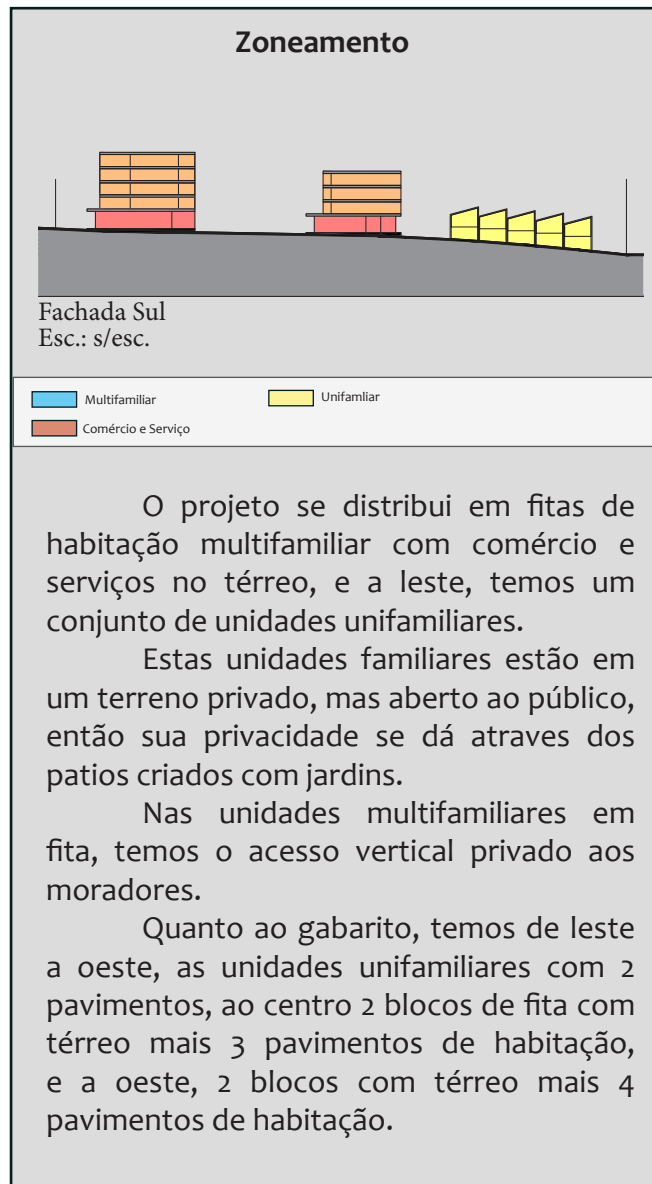 Zoneamento
Fachada Sul
Esc.: s/esc.
Multifamiliar
Unifamliar
Comércio e Serviço
O projeto se distribui em fitas de
habitação multifamiliar com comércio e
serviços no térreo, e a leste, temos um
conjunto de unidades unifamiliares.
Estas unidades familiares estão em
um terreno privado, mas aberto ao público,
então sua privacidade se dá atraves dos
patios criados com jardins.
Nas unidades multifamiliares em
fita, temos o acesso vertical privado aos
moradores.
Quanto ao gabarito, temos de leste
a oeste, as unidades unifamiliares com 2
pavimentos, ao centro 2 blocos de fita com
térreo mais 3 pavimentos de habitação,
e a oeste, 2 blocos com térreo mais 4
pavimentos de habitação.